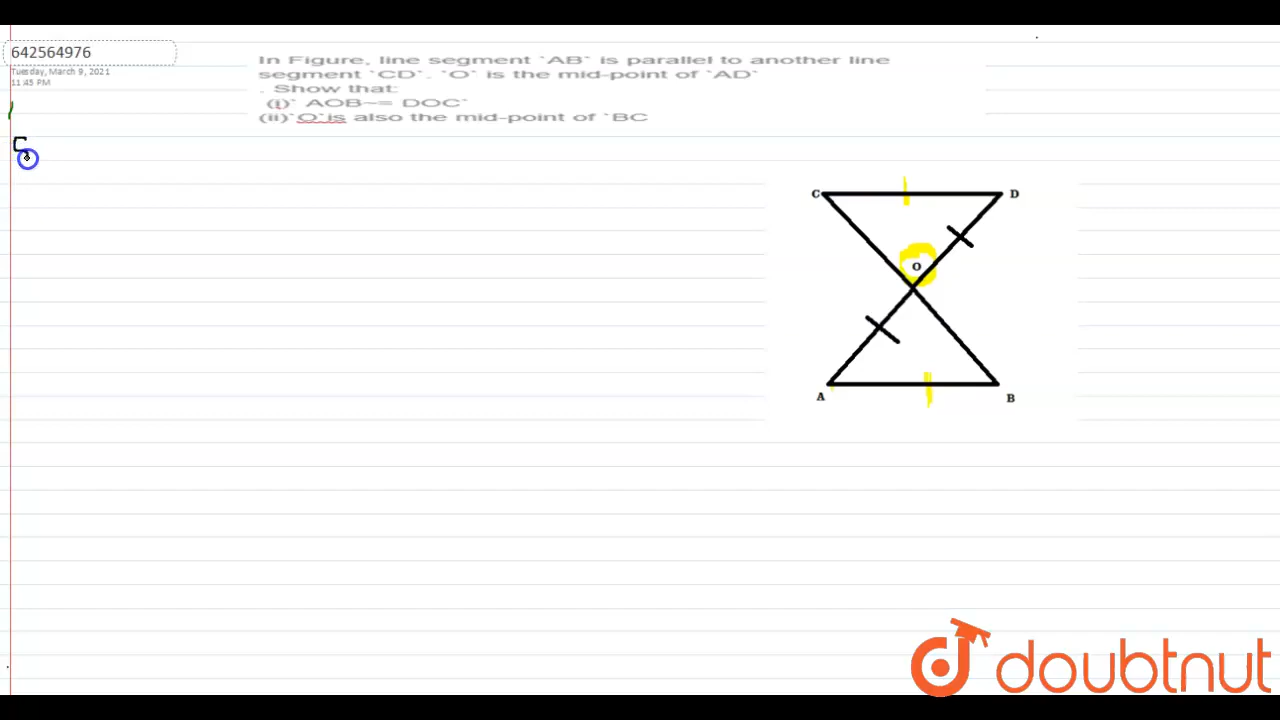 642564976
Tuesday, March 9, 2021
11:45 PM
In Figure, line segment `AB` is parallel to another line
segment `CD`. `O` is the mid-point of `AD`
. Show that:
(i)` AOB~= DOC`
(ii)`O`is also the mid-point of `BC
C D
O
A B
doubtnut